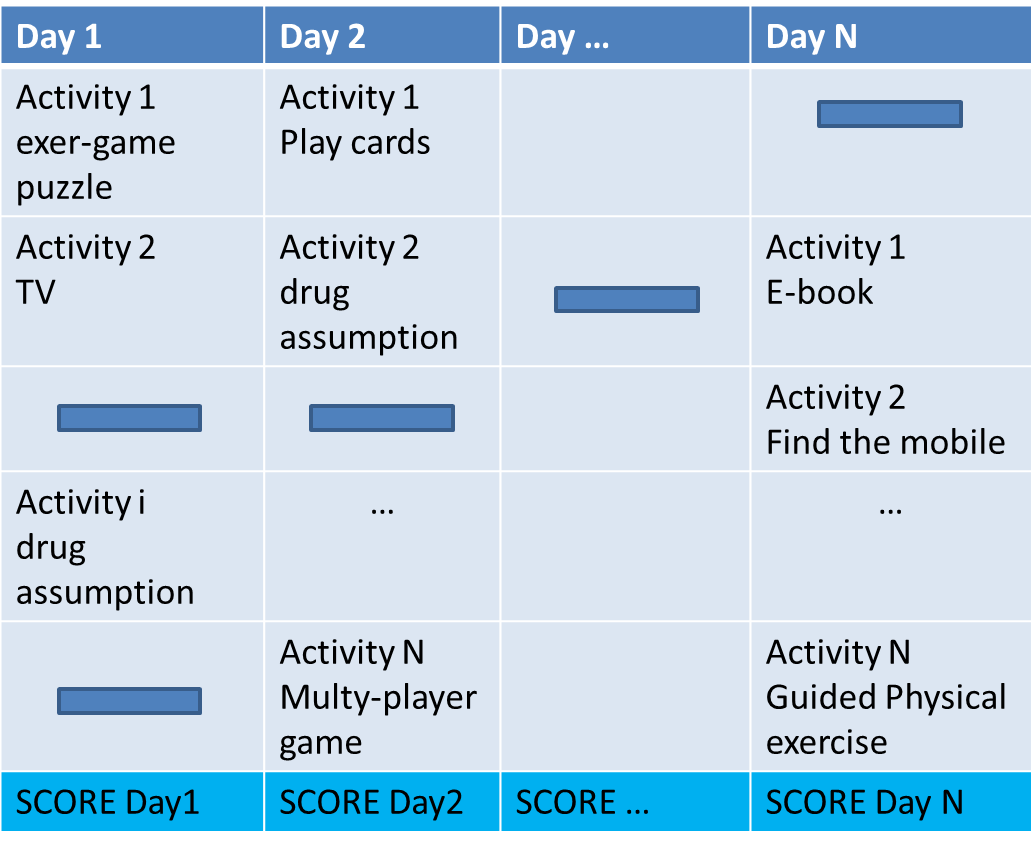 Day 1
Day 2
Day …
Day N
Activity 1
exer-game
puzzle
Activity 1
Play cards
Activity 2
TV
Activity 2
drug
assumption
Activity 1
E-book
Activity 2
Find the mobile
Activity i
drug
assumption
…
…
Activity N
Multy-player
game
Activity N
Guided Physical
exercise
SCORE Day1
SCORE Day2
SCORE …
SCORE Day N